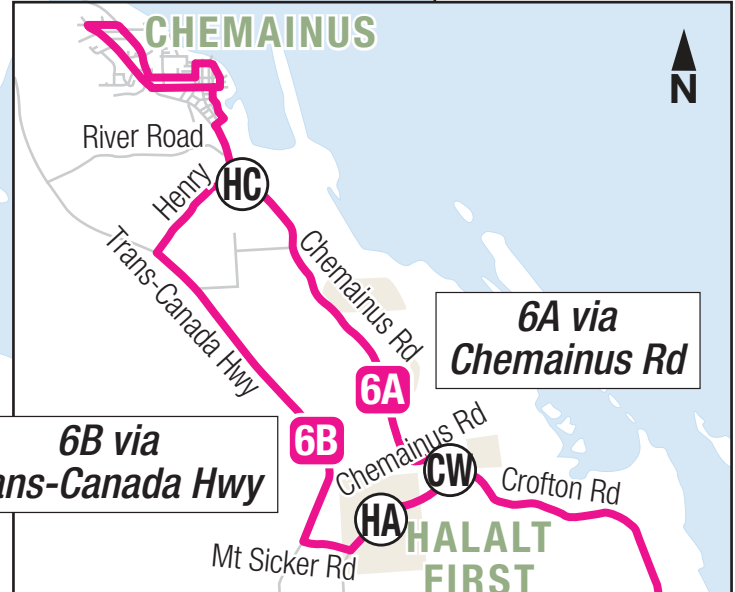 CHEMAINUS
N
River Road
HC
Henry
Trans-Canada Hwy
Chemainus Rd
6A via
Chemainus Rd
6A
6B
6B via
ans-Canada Hwy
Chemainus Rd
CW
Crofton Rd
HA
HALALT
FIRST
Mt Sicker Rd